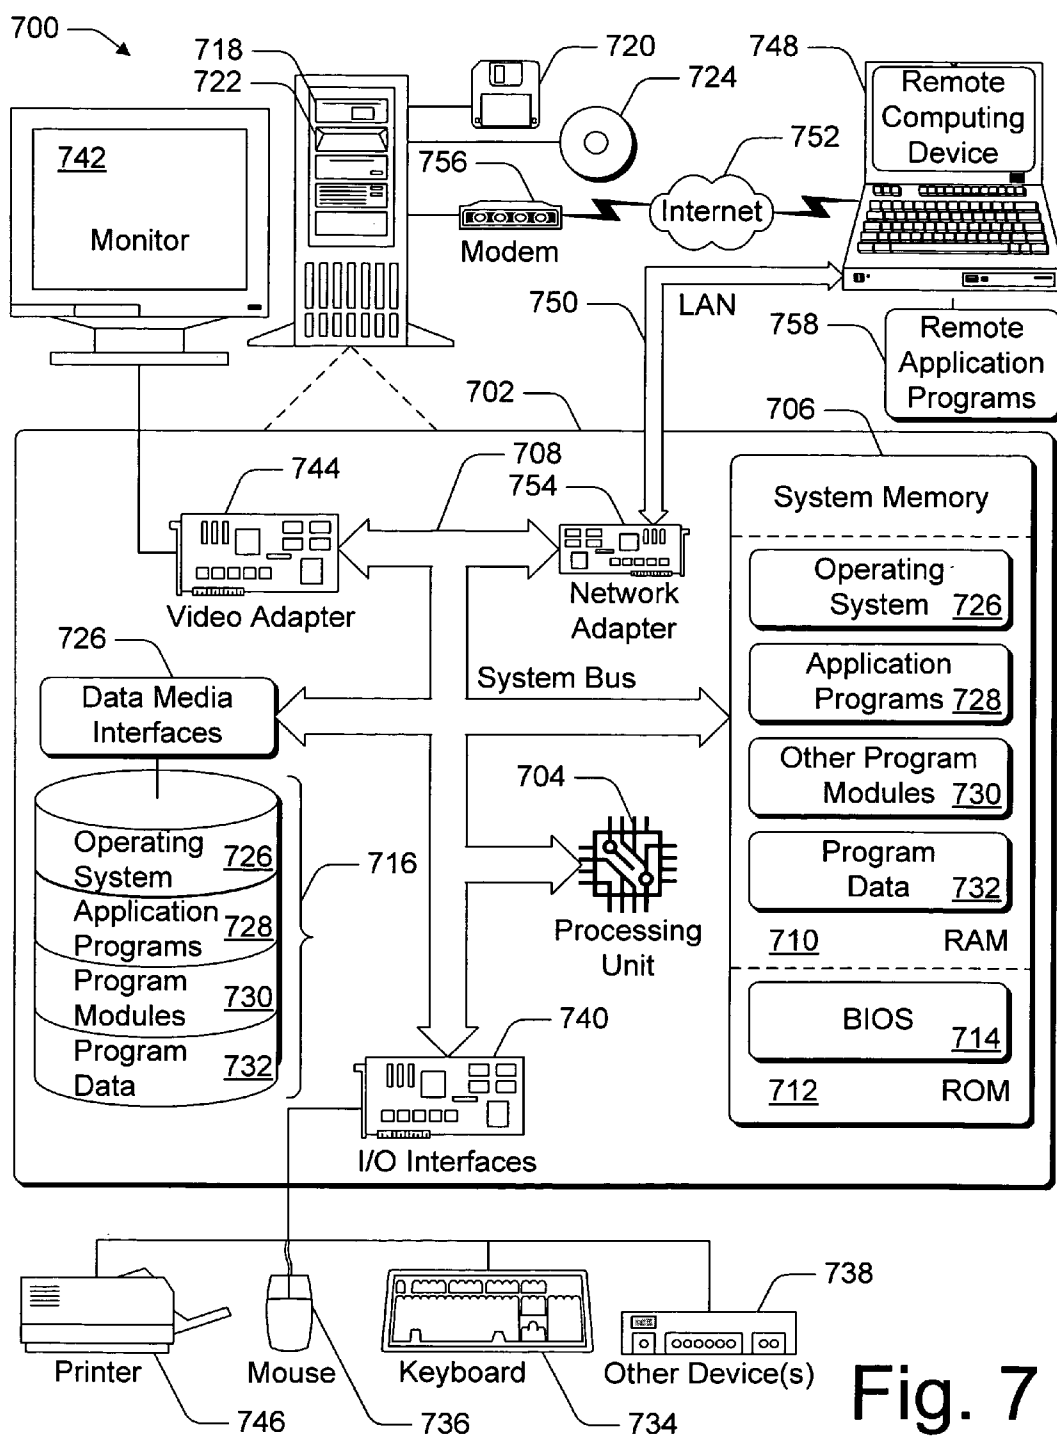 700
718
722
720
724
748
Remote
Computing
Device
742
Monitor
756
Modem
752
Internet
750
LAN
758
Remote
Application
Programs
702
706
708
744
754
Video Adapter
Network
Adapter
System Memory
Operating
System 726
Application
Programs 728
Other Program
Modules 730
Program
Data 732
710 RAM
BIOS 714
712 ROM
726
Data Media
Interfaces
System Bus
704
Processing
Unit
Operating
System 726
Application
Programs 728
Program
Modules 730
Program
Data 732
716
740
I/O Interfaces
738
Printer
Mouse
Keyboard
Other Device(s)
746
736
734
Fig. 7